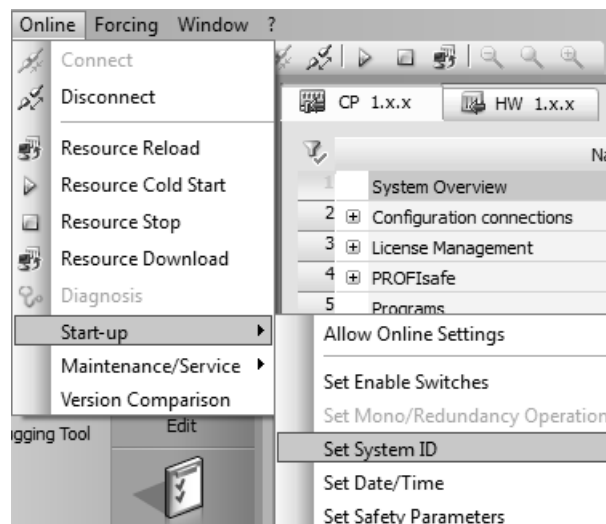 Online Forcing Window ?
Connect
Disconnect
Resource Reload
Resource Cold Start
Resource Stop
Resource Download
Diagnosis
Start-up
Maintenance/Service
Version Comparison
CP 1.x.x HW 1.x.x
1 System Overview
2 Configuration connections
3 License Management
4 PROFIsafe
5 Programs
Allow Online Settings
Set Enable Switches
Set Mono/Redundancy Operation
Set System ID
Set Date/Time
Set Safety Parameters
Tool
Edit